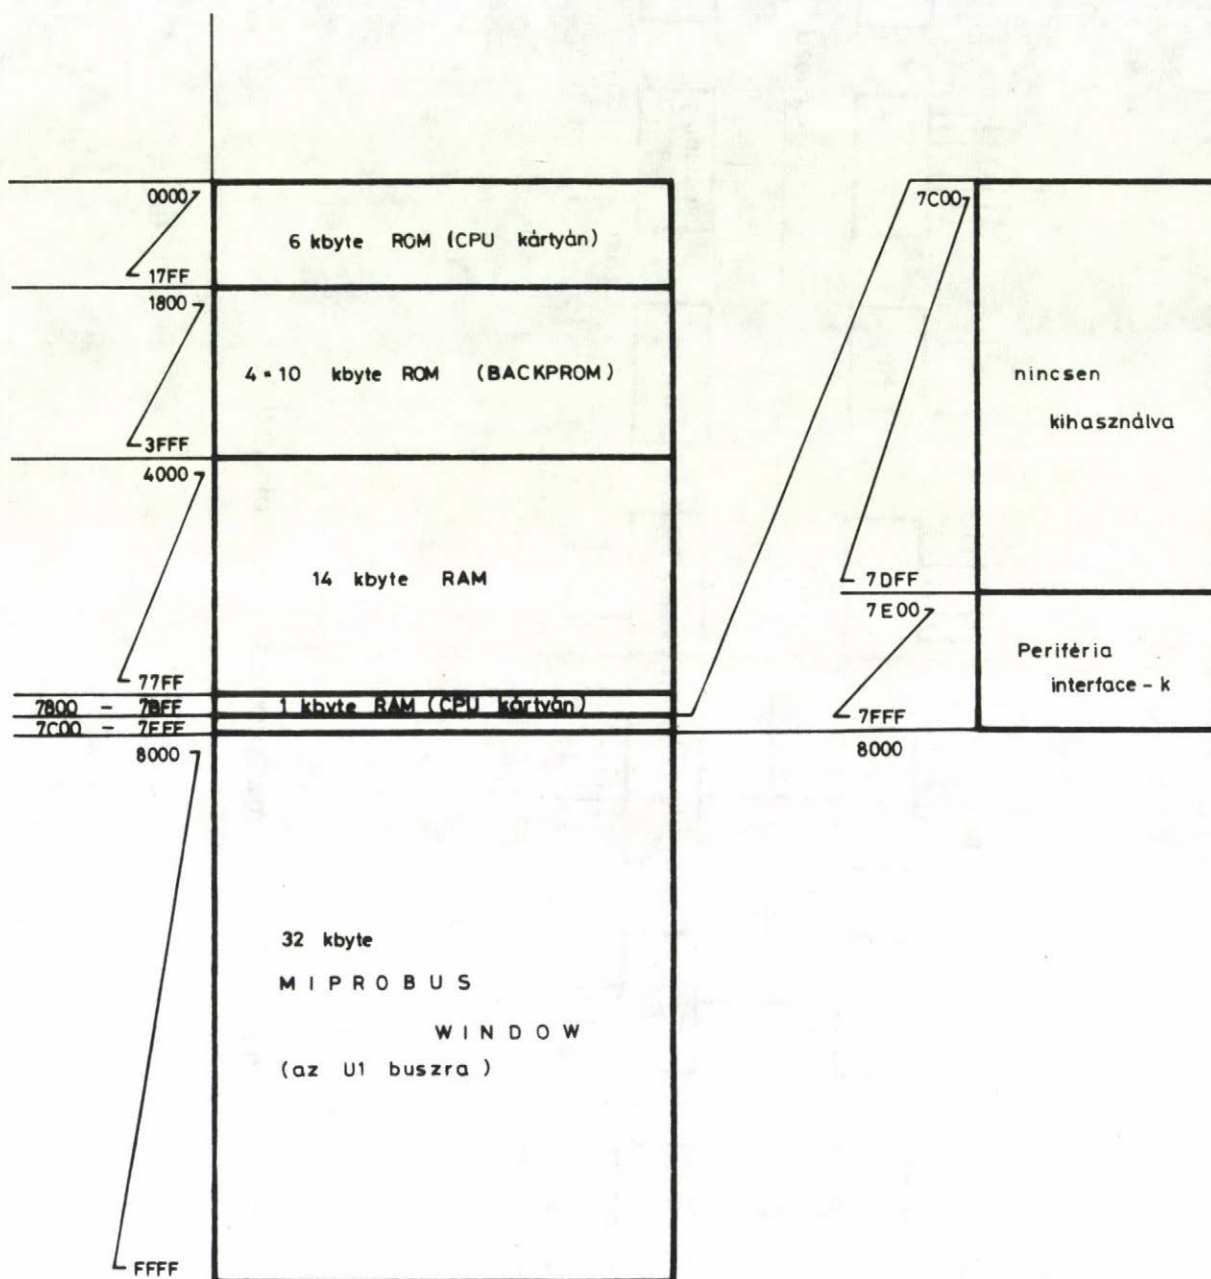 0000
6 kbyte ROM (CPU kártyán)
17FF
1800
4*10 kbyte ROM (BACKPROM)
3FFF
4000
14 kbyte RAM
77FF
7800 - 7BFF
1 kbyte RAM (CPU kártyán)
7C00 - 7FFF
8000
32 kbyte
MIPROBUS
WINDOW
(az U1 buszra)
FFFF
7C00
nincsen
kihasználva
7DFF
7E00
Periféria
interface-k
7FFF
8000